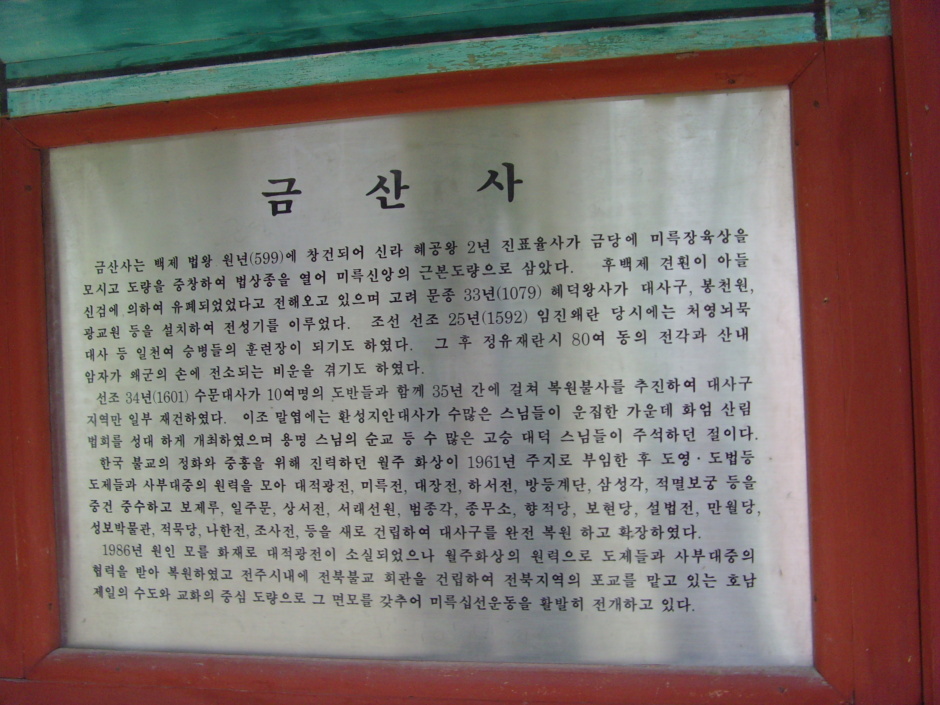 금 산 사
금산사는 백제 법왕 원년(599)에 창건되어 신라 혜공왕 2년 진표율사가 금당에 미륵장육상을
모시고 도량을 중창하여 법상종을 열어 미륵신앙의 근본도량으로 삼았다. 후백제 견훤이 아들
신검에 의하여 유폐되었었다고 전해오고 있으며 고려 문종 33년(1079) 혜덕왕사가 대사구, 봉천원,
광교원 등을 설치하여 전성기를 이루었다. 조선 선조 25년(1592) 임진왜란 당시에는 처영뇌묵
대사 등 일천여 승병들의 훈련장이 되기도 하였다. 그 후 정유재란시 80여 동의 전각과 산내
암자가 왜군의 손에 전소되는 비운을 겪기도 하였다.
선조 34년(1601) 수문대사가 10여명의 도반들과 함께 35년 간에 걸쳐 복원불사를 추진하여 대사구
지역만 일부 재건하였다. 이조 말엽에는 환성지안대사가 수많은 스님들이 운집한 가운데 화엄 산림
법회를 성대 하게 개최하였으며 용명 스님의 순교 등 수 많은 고승 대덕 스님들이 주석하던 절이다.
한국 불교의 정화와 중흥을 위해 진력하던 월주 화상이 1961년 주지로 부임한 후 도영·도법등
도제들과 사부대중의 원력을 모아 대적광전, 미륵전, 대장전, 하서전, 방등계단, 삼성각, 적멸보궁 등을
중건 중수하고 보제루, 일주문, 상서전, 서래선원, 범종각, 종무소, 향적당, 보현당, 설법전, 만월당,
성보박물관, 적묵당, 나한전, 조사전, 등을 새로 건립하여 대사구를 완전 복원 하고 확장하였다.
1986년 원인 모를 화재로 대적광전이 소실되었으나 월주화상의 원력으로 도제들과 사부대중의
협력을 받아 복원하였고 전주시내에 전북불교 회관을 건립하여 전북지역의 포교를 맡고 있는 호남
제일의 수도와 교화의 중심 도량으로 그 면모를 갖추어 미륵십선운동을 활발히 전개하고 있다.